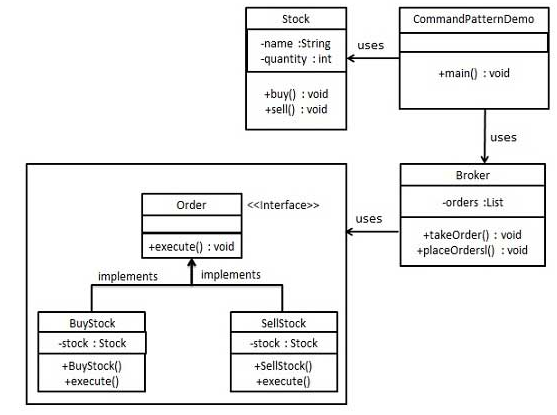 Stock
-name :String
-quantity : int
+buy() : void
+sell() : void
uses
CommandPatternDemo
+main() : void
uses
Broker
-orders :List
+takeOrder() : void
+placeOrdersl() : void
uses
Order
<<Interface>>
+execute() : void
implements
implements
BuyStock
-stock : Stock
+BuyStock()
+execute()
SellStock
-stock : Stock
+SellStock()
+execute()